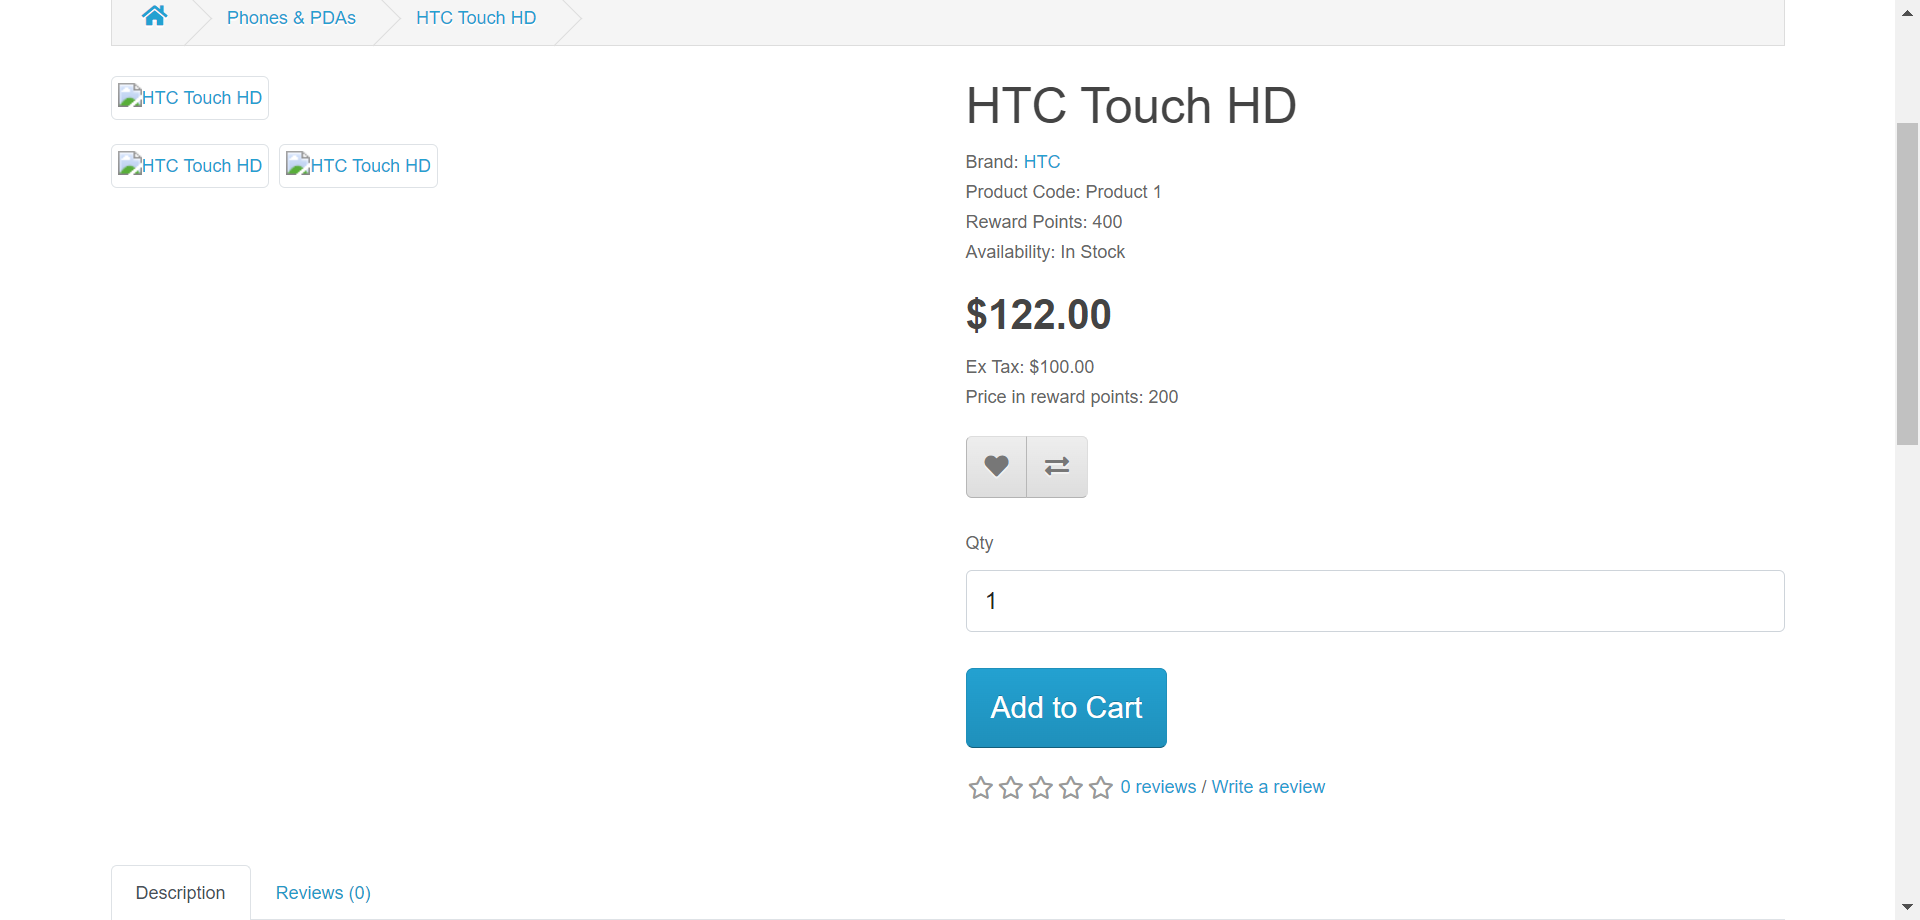 Phones & PDAs
HTC Touch HD
HTC Touch HD
HTC Touch HD
HTC Touch HD
HTC Touch HD
Brand: HTC
Product Code: Product 1
Reward Points: 400
Availability: In Stock
$122.00
Ex Tax: $100.00
Price in reward points: 200
Qty
1
Add to Cart
0 reviews / Write a review
Description
Reviews (0)